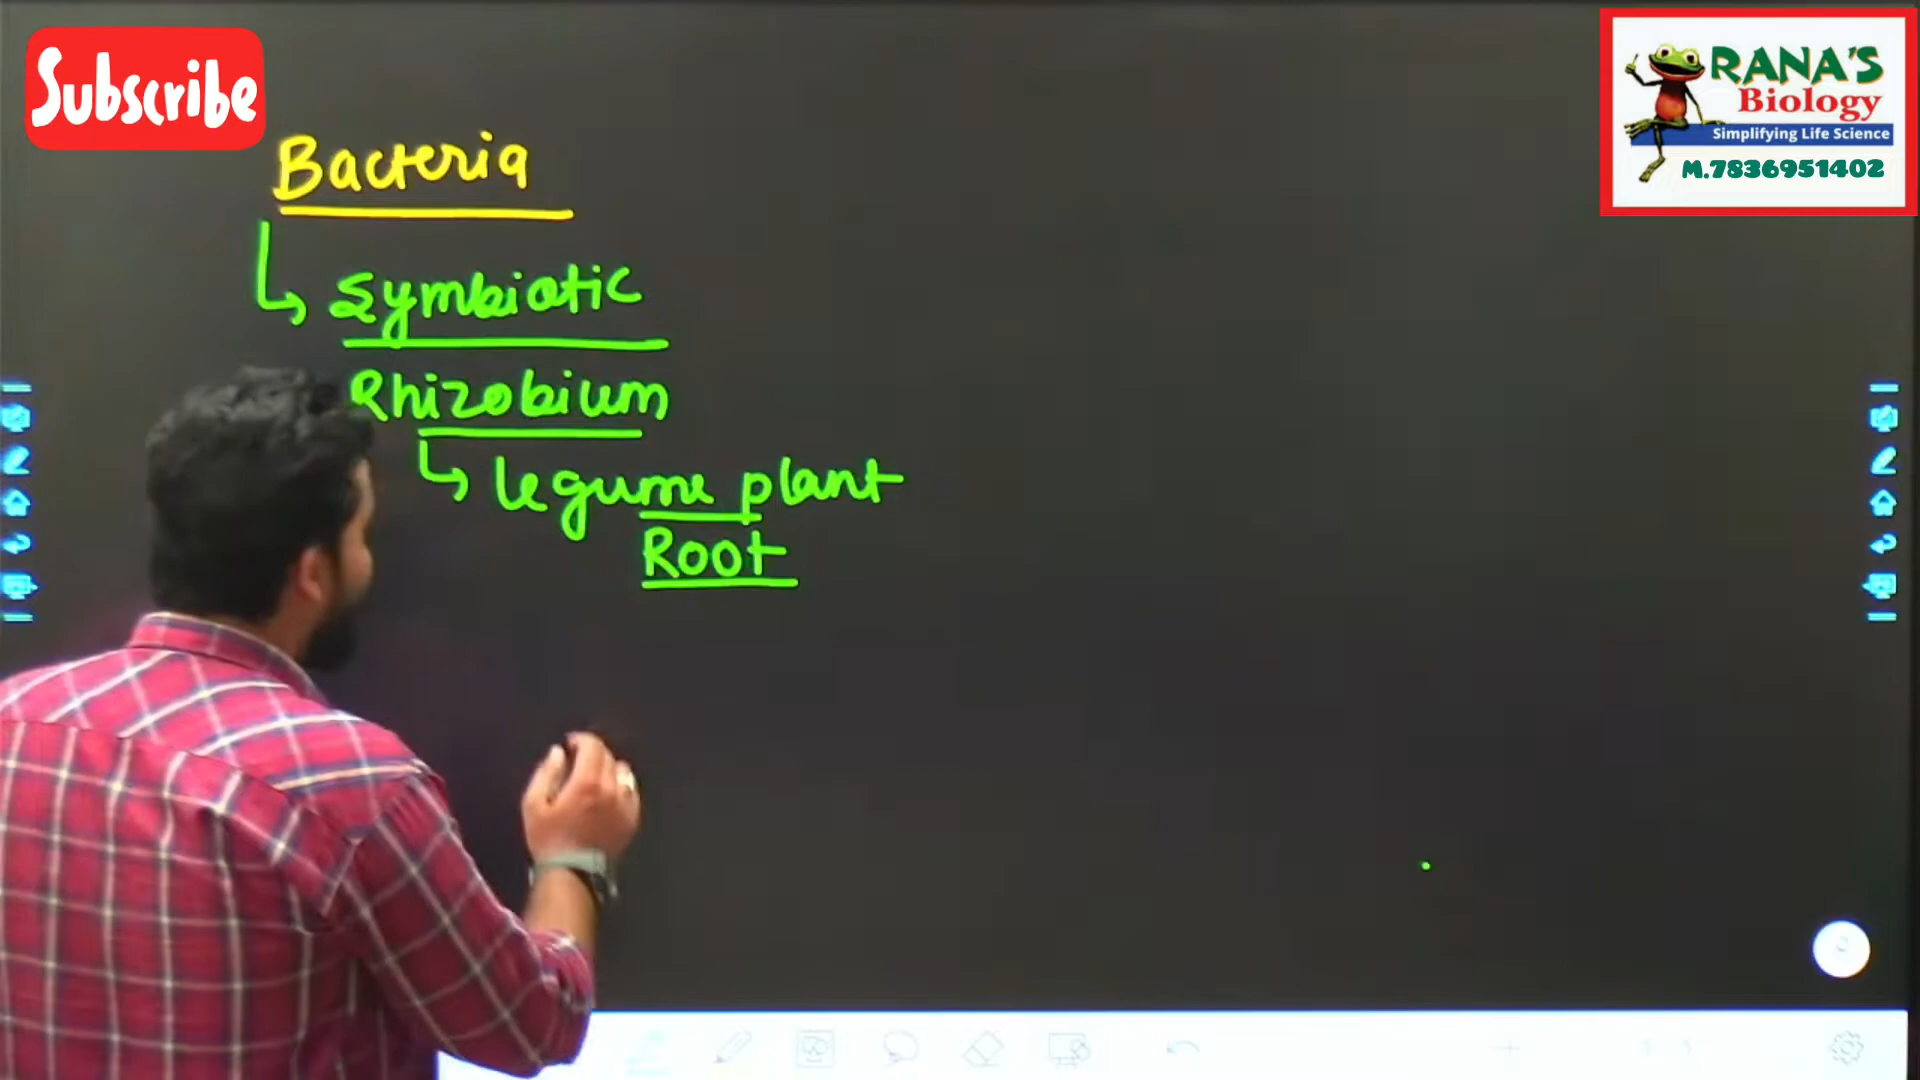 Subscribe
RANA'S
Biology
Simplifying Life Science
M.7836951402
Bacteria
Symbiotic
Rhizobium
legume plant
Root